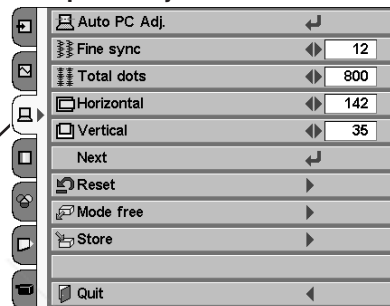 Auto PC Adj.
Fine sync 12
Total dots 800
Horizontal 142
Vertical 35
Next
Reset
Mode free
Store
Quit